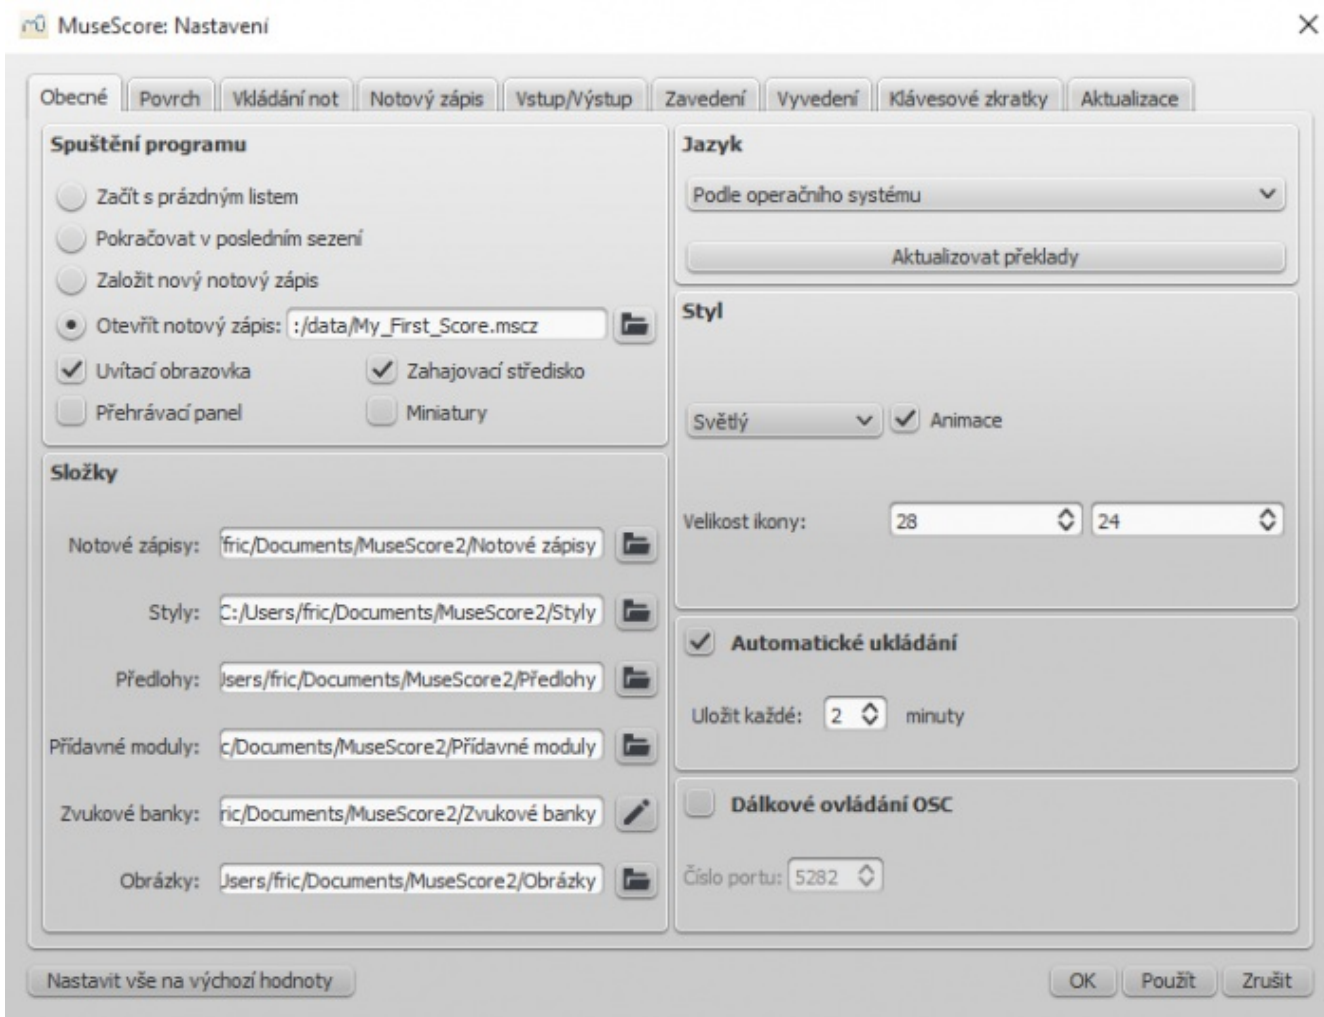 MuseScore: Nastavení
Obecné Povrch Vkládání not Notový zápis Vstup/Výstup Zavedení Vyvedení Klávesové zkratky Aktualizace
Spuštění programu
Začít s prázdným listem
Pokračovat v posledním sezení
Založit nový notový zápis
Otevřít notový zápis: :/data/My_First_Score.mscz
Uvítací obrazovka Zahajovací středisko
Přehrávací panel Miniatury
Složky
Notové zápisy: fric/Documents/MuseScore2/Notové zápisy
Styly: C:/Users/fric/Documents/MuseScore2/Styly
Předlohy: Jsers/fric/Documents/MuseScore2/Předlohy
Přídavné moduly: c/Documents/MuseScore2/Přídavné moduly
Zvukové banky: ric/Documents/MuseScore2/Zvukové banky
Obrázky: Jsers/fric/Documents/MuseScore2/Obrázky
Jazyk
Podle operačního systému
Aktualizovat překlady
Styl
Světlý Animace
Velikost ikony: 28 24
Automatické ukládání
Uložit každé: 2 minuty
Dálkové ovládání OSC
Číslo portu: 5282
Nastavit vše na výchozí hodnoty OK Použít Zrušit